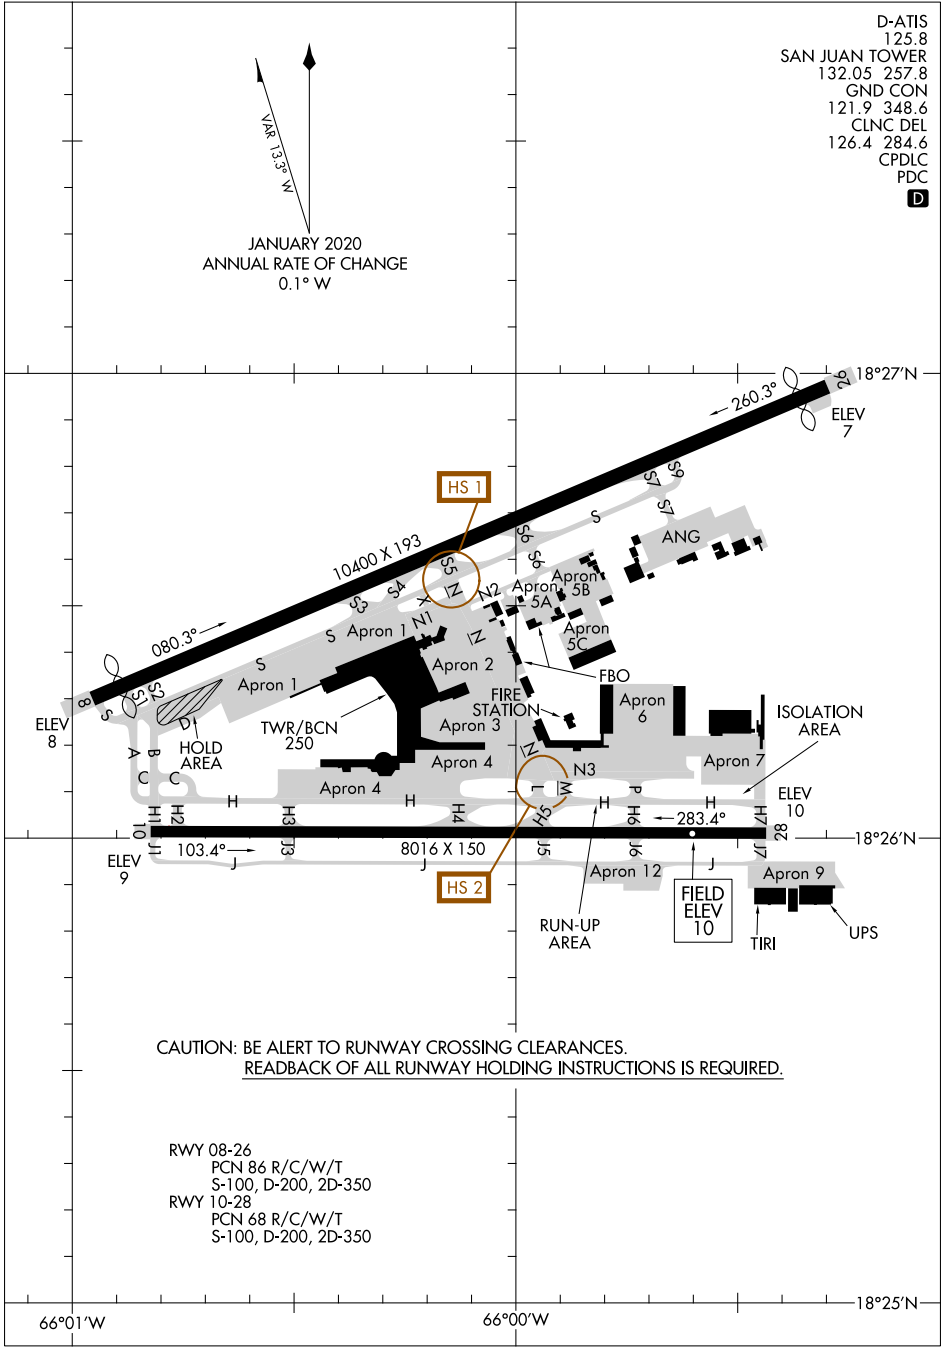 D-ATIS
125.8
SAN JUAN TOWER
132.05 257.8
GND CON
121.9 348.6
CLNC DEL
126.4 284.6
CPDLC
PDC
D
VAR 13.3° W
JANUARY 2020
ANNUAL RATE OF CHANGE
0.1° W
18°27'N
26
260.3°
ELEV
7
HS 1
S9
S7
S7
S
S6
S6
ANG
10400 X 193
S5
N
S4
S3
X
N1
N2
Apron
5A
Apron
5B
Apron
5C
Apron 1
S
080.3°
N
Apron 2
S
Apron 1
FBO
8
S
S1
S2
D
ELEV
8
HOLD
AREA
TWR/BCN
250
FIRE
STATION
Apron 3
Apron
6
ISOLATION
AREA
A
B
N
Apron 4
Apron 7
C
C
Apron 4
N3
L
M
P
ELEV
10
H
H
H
H
H1
H2
H3
H4
H5
H6
H7
10
283.4°
28
18°26'N
ELEV
9
J1
103.4°
J3
8016 X 150
J5
J6
J7
J
J
J
HS 2
Apron 12
Apron 9
FIELD
ELEV
10
RUN-UP
AREA
TIRI
UPS
CAUTION: BE ALERT TO RUNWAY CROSSING CLEARANCES.
READBACK OF ALL RUNWAY HOLDING INSTRUCTIONS IS REQUIRED.
RWY 08-26
PCN 86 R/C/W/T
S-100, D-200, 2D-350
RWY 10-28
PCN 68 R/C/W/T
S-100, D-200, 2D-350
18°25'N
66°01'W
66°00'W